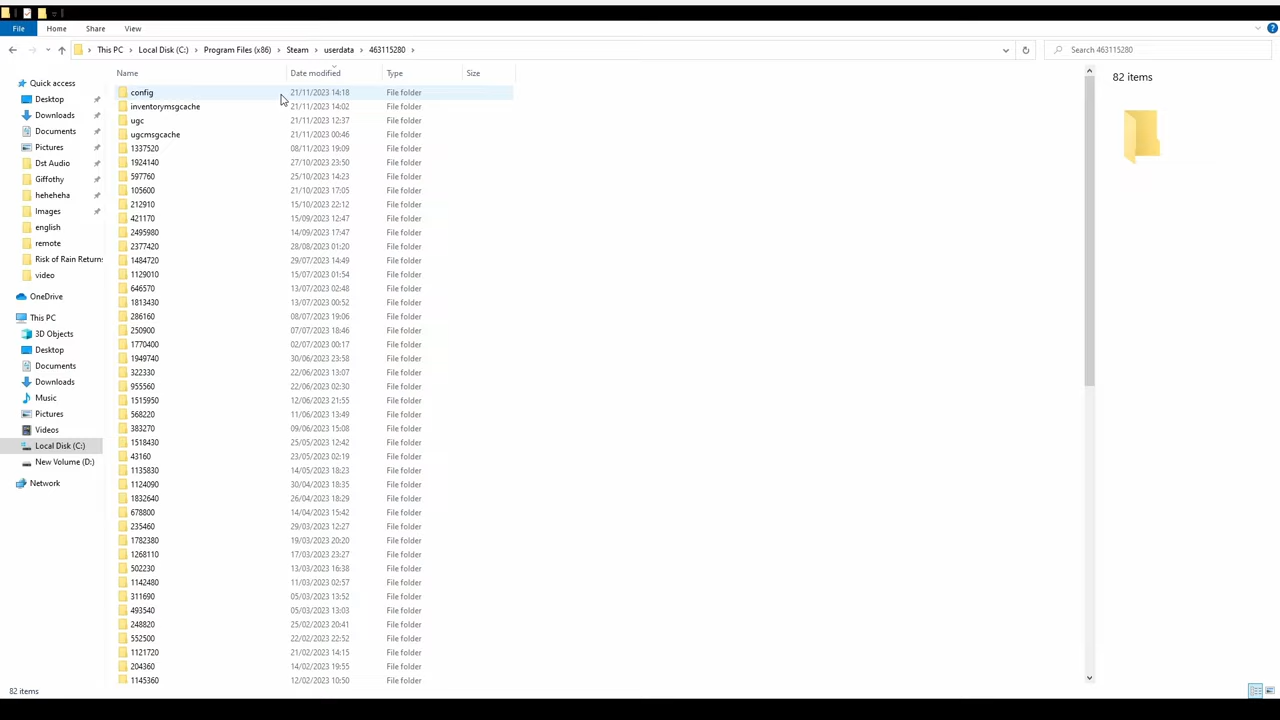 File Home Share View
This PC Local Disk (C:) Program Files (x86) Steam userdata 463115280
Search 463115280
Quick access
Desktop
Downloads
Documents
Pictures
Dst Audio
Giffothy
heheheha
Images
english
remote
Risk of Rain Returns
video
OneDrive
This PC
3D Objects
Desktop
Documents
Downloads
Music
Pictures
Videos
Local Disk (C:)
New Volume (D:)
Network
Name Date modified Type Size
config 21/11/2023 14:18 File folder
inventorymsgcache 21/11/2023 14:02 File folder
ugc 21/11/2023 12:37 File folder
ugcmsgcache 21/11/2023 00:46 File folder
1337520 08/11/2023 19:09 File folder
1924140 27/10/2023 23:50 File folder
597760 25/10/2023 14:23 File folder
105600 21/10/2023 17:05 File folder
212910 15/10/2023 22:12 File folder
421170 15/09/2023 12:47 File folder
2495980 14/09/2023 17:47 File folder
2377420 28/08/2023 01:20 File folder
1484720 29/07/2023 14:49 File folder
1129010 15/07/2023 01:54 File folder
646570 13/07/2023 02:48 File folder
1813430 13/07/2023 00:52 File folder
286160 08/07/2023 19:06 File folder
250900 07/07/2023 18:46 File folder
1770400 02/07/2023 00:17 File folder
1949740 30/06/2023 23:58 File folder
322330 22/06/2023 13:07 File folder
955560 22/06/2023 02:30 File folder
1515950 12/06/2023 21:55 File folder
568220 11/06/2023 13:49 File folder
383270 09/06/2023 15:08 File folder
1518430 25/05/2023 12:42 File folder
43160 23/05/2023 02:19 File folder
1135830 14/05/2023 18:23 File folder
1124090 30/04/2023 18:35 File folder
1832640 26/04/2023 18:29 File folder
678800 14/04/2023 15:42 File folder
235460 29/03/2023 12:27 File folder
1782380 19/03/2023 20:20 File folder
1268110 17/03/2023 23:27 File folder
502230 13/03/2023 16:38 File folder
1142480 11/03/2023 02:57 File folder
311690 05/03/2023 13:52 File folder
493540 05/03/2023 13:03 File folder
248820 25/02/2023 20:41 File folder
552500 22/02/2023 22:52 File folder
1121720 21/02/2023 14:15 File folder
204360 14/02/2023 19:55 File folder
1145360 12/02/2023 10:50 File folder
82 items
82 items